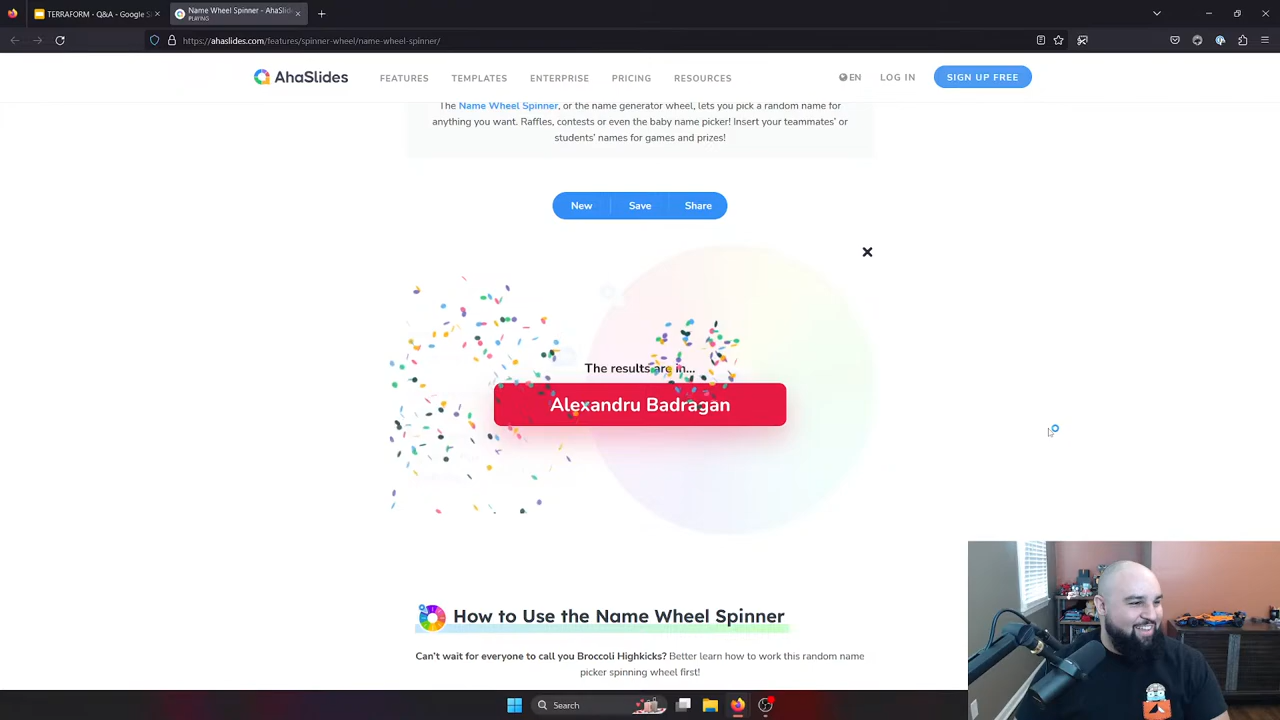 TERRAFORM - Q&A - Google S
Name Wheel Spinner - AhaSlid
PLAYING
https://ahaslides.com/features/spinner-wheel/name-wheel-spinner/
AhaSlides
FEATURES
TEMPLATES
ENTERPRISE
PRICING
RESOURCES
EN
LOG IN
SIGN UP FREE
The Name Wheel Spinner, or the name generator wheel, lets you pick a random name for
anything you want. Raffles, contests or even the baby name picker! Insert your teammates' or
students' names for games and prizes!
New
Save
Share
The results are in...
Alexandru Badragan
How to Use the Name Wheel Spinner
Can't wait for everyone to call you Broccoli Highkicks? Better learn how to work this random name
picker spinning wheel first!
Search